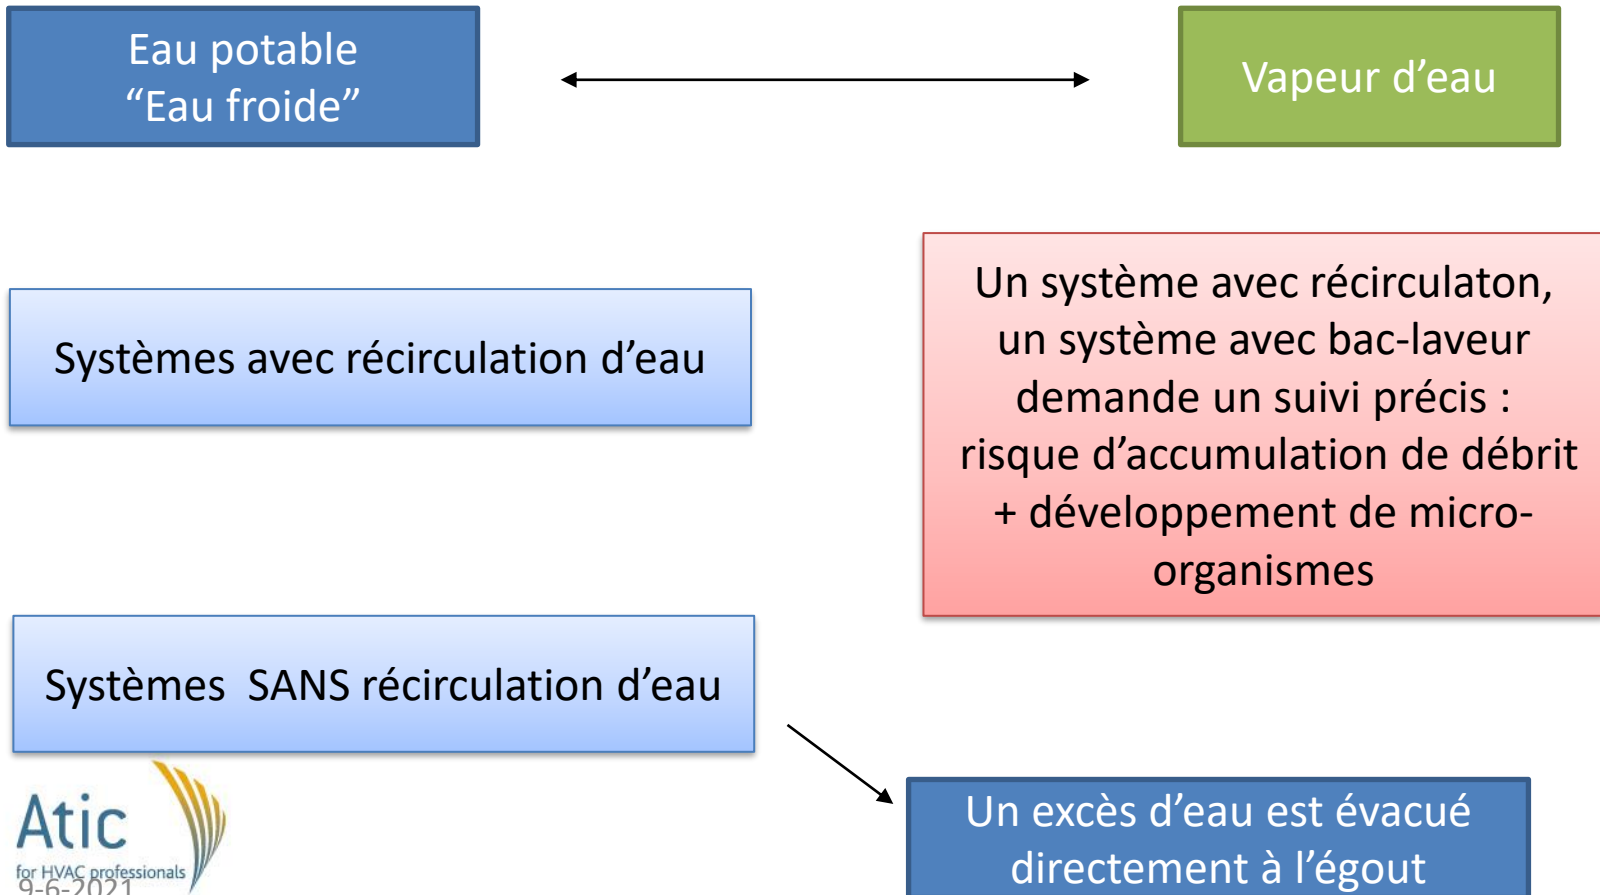 Eau potable
“Eau froide”
Vapeur d’eau
Systèmes avec récirculation d’eau
Un système avec récirculaton,
un système avec bac-laveur
demande un suivi précis :
risque d’accumulation de débrit
+ développement de micro-
organismes
Systèmes  SANS récirculation d’eau
Un excès d’eau est évacué
directement à l’égout
Atic
for HVAC professionals
9-6-2021